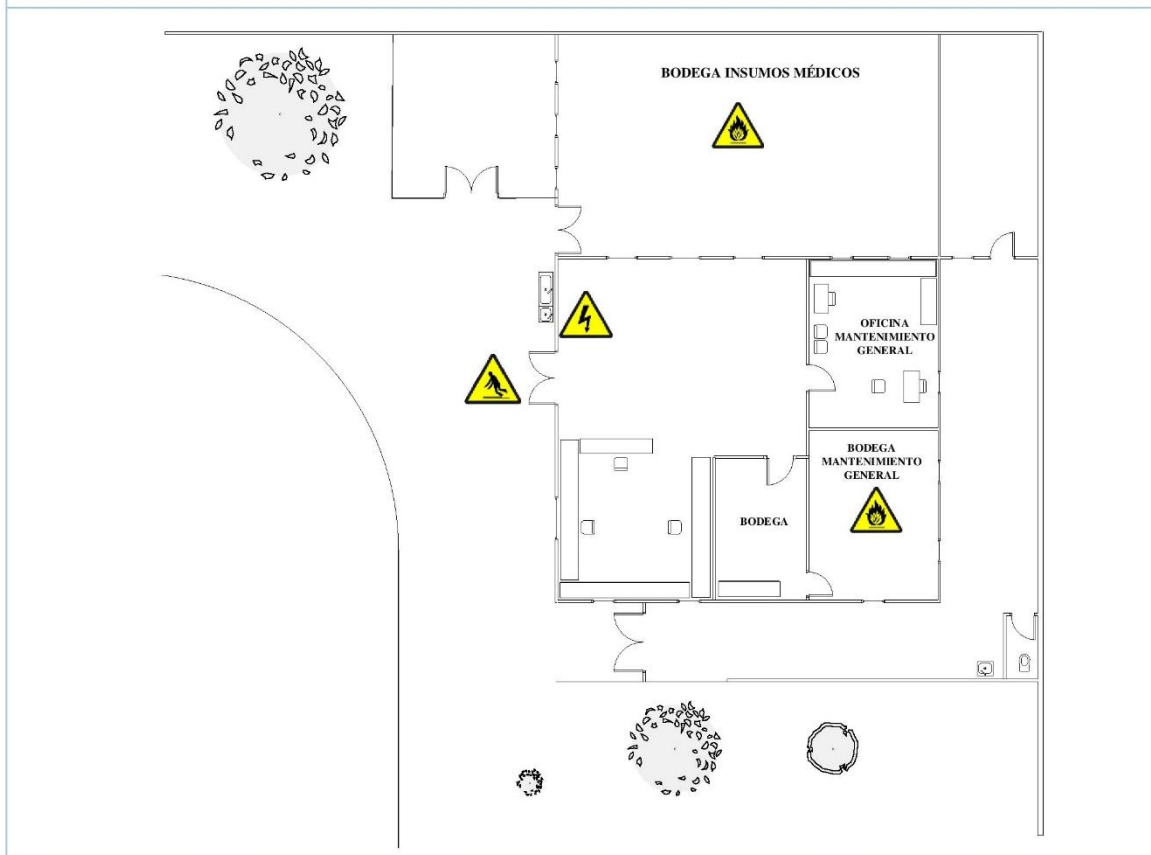 BODEGA INSUMOS MÉDICOS
OFICINA
MANTENIMIENTO
GENERAL
BODEGA
MANTENIMIENTO
GENERAL
BODEGA